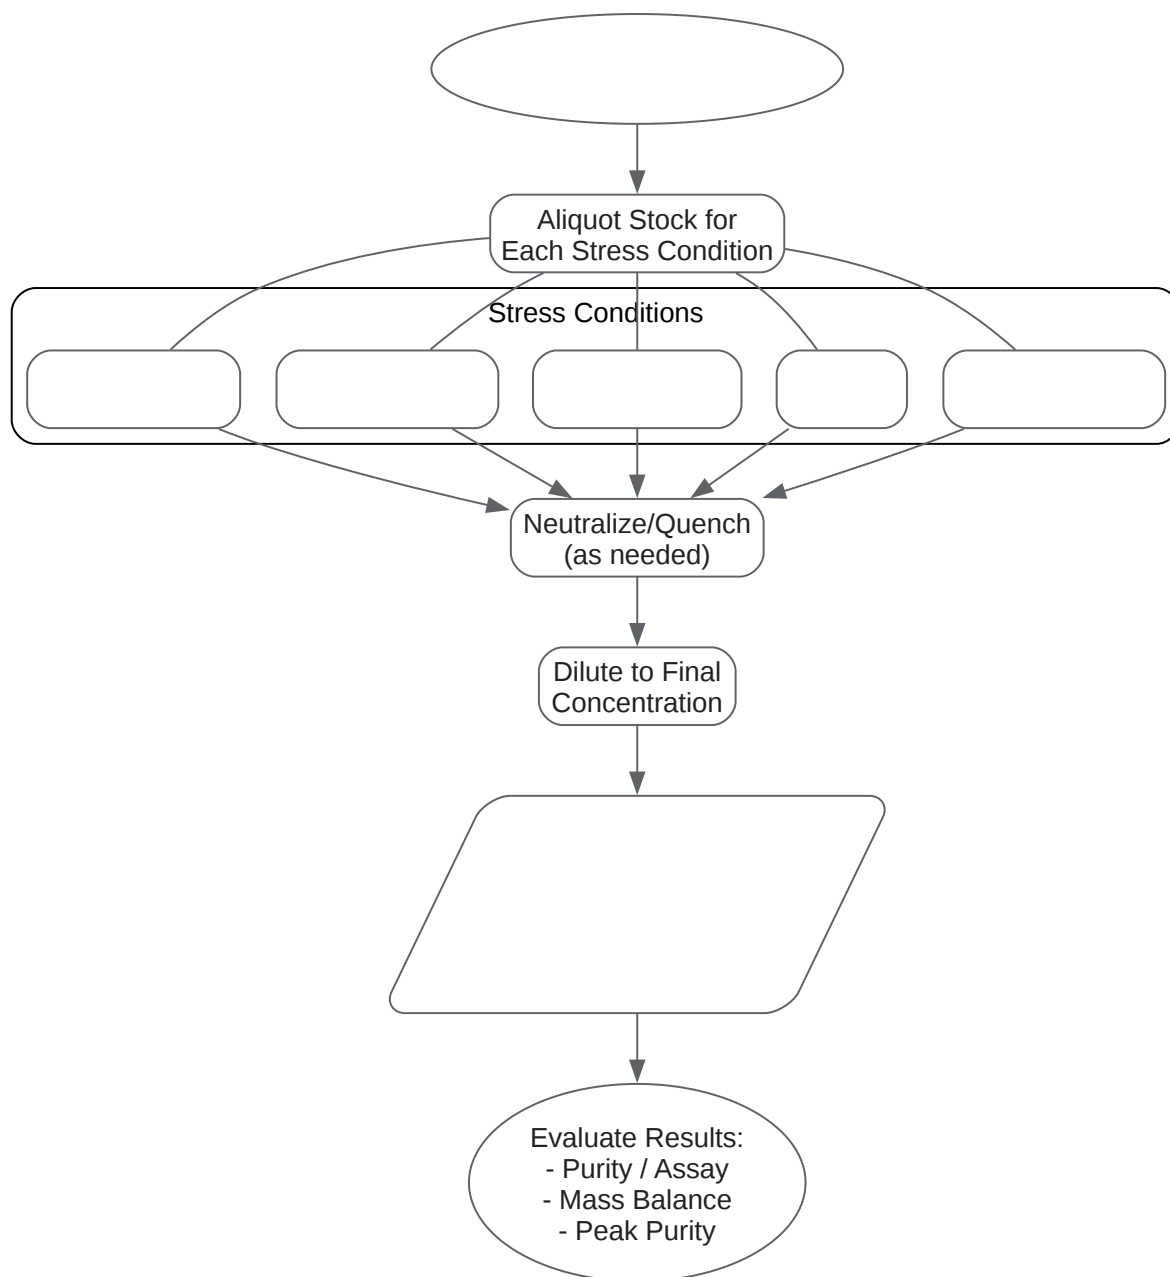 Aliquot Stock for
Each Stress Condition
Stress Conditions
Neutralize/Quench
(as needed)
Dilute to Final
Concentration
Evaluate Results:
- Purity / Assay
- Mass Balance
- Peak Purity